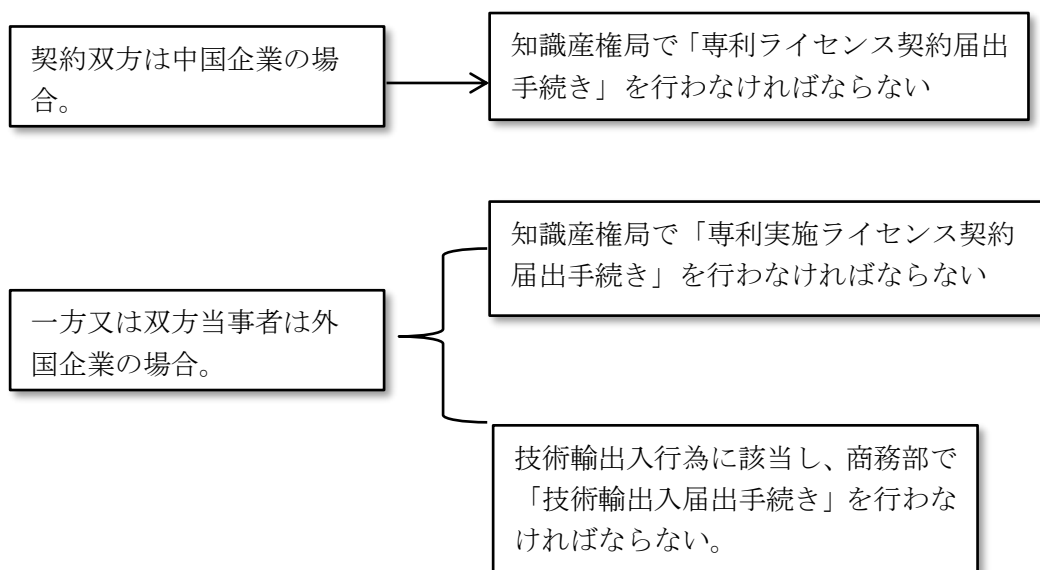 契約双方は中国企業の場
合。
知識産権局で「専利ライセンス契約届出
手続き」を行わなければならない
知識産権局で「専利実施ライセンス契約
届出手続き」を行わなければならない
一方又は双方当事者は外
国企業の場合。
技術輸出入行為に該当し、商務部で
「技術輸出入届出手続き」を行わな
ければならない。